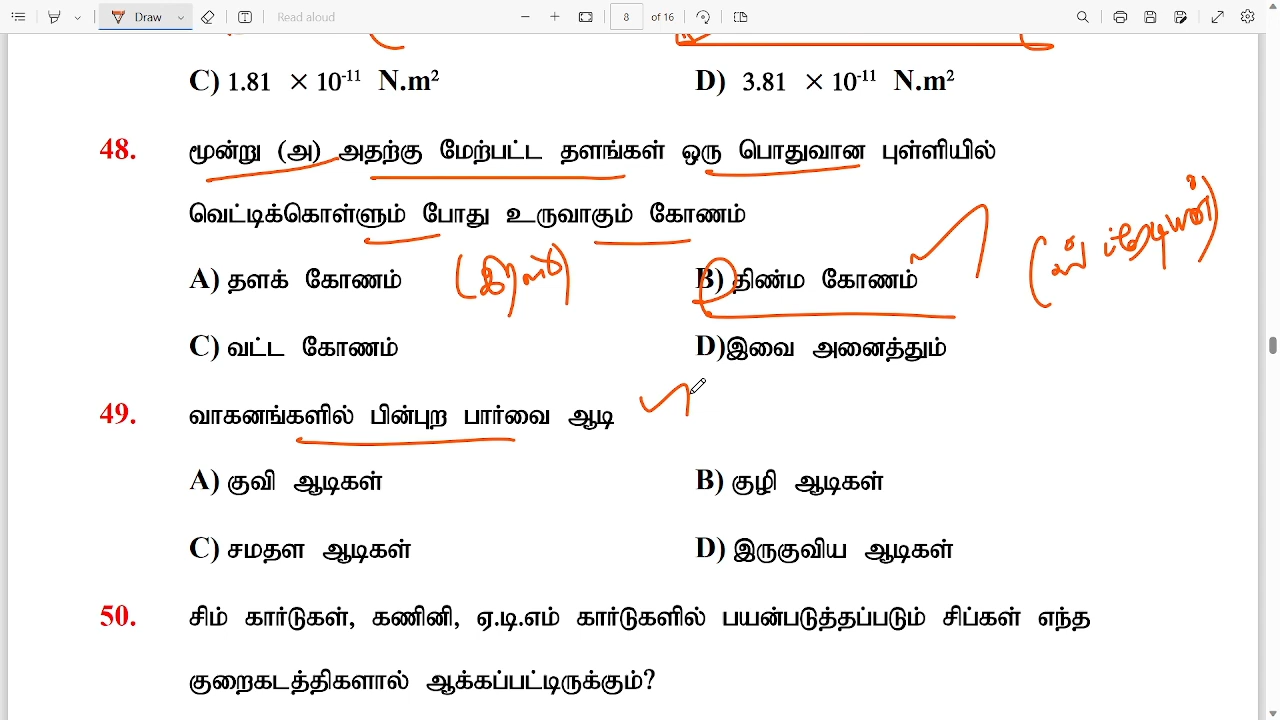 Draw
Read aloud
8 of 16
C) 1.81 × 10⁻¹¹ N.m² D) 3.81 × 10⁻¹¹ N.m²
48. மூன்று (அ) அதற்கு மேற்பட்ட தளங்கள் ஒரு பொதுவான புள்ளியில்
வெட்டிக்கொள்ளும் போது உருவாகும் கோணம்
A) தளக் கோணம் B) திண்ம கோணம்
C) வட்ட கோணம் D)இவை அனைத்தும்
49. வாகனங்களில் பின்புற பார்வை ஆடி
A) குவி ஆடிகள் B) குழி ஆடிகள்
C) சமதள ஆடிகள் D) இருகுவிய ஆடிகள்
50. சிம் கார்டுகள், கணினி, ஏ.டி.எம் கார்டுகளில் பயன்படுத்தப்படும் சிப்கள் எந்த
குறைகடத்திகளால் ஆக்கப்பட்டிருக்கும்?